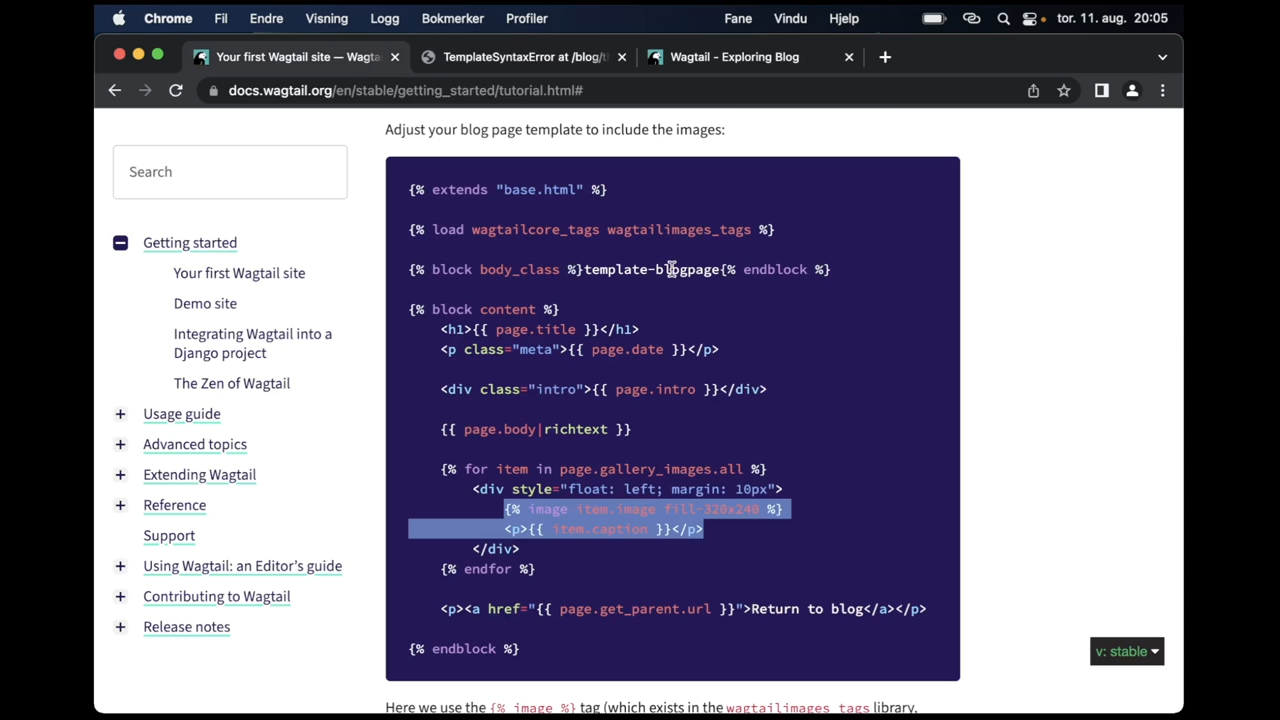 Chrome Fil Endre Visning Logg Bokmerker Profiler Fane Vindu Hjelp tor. 11. aug. 20:05
Your first Wagtail site — Wagta TemplateSyntaxError at /blog/t Wagtail - Exploring Blog
docs.wagtail.org/en/stable/getting_started/tutorial.html#
Search
Getting started
Your first Wagtail site
Demo site
Integrating Wagtail into a
Django project
The Zen of Wagtail
Usage guide
Advanced topics
Extending Wagtail
Reference
Support
Using Wagtail: an Editor's guide
Contributing to Wagtail
Release notes
Adjust your blog page template to include the images:
{% extends "base.html" %}
{% load wagtailcore_tags wagtailimages_tags %}
{% block body_class %}template-blogpage{% endblock %}
{% block content %}
<h1>{{ page.title }}</h1>
<p class="meta">{{ page.date }}</p>
<div class="intro">{{ page.intro }}</div>
{{ page.body|richtext }}
{% for item in page.gallery_images.all %}
<div style="float: left; margin: 10px">
{% image item.image fill-320x240 %}
<p>{{ item.caption }}</p>
</div>
{% endfor %}
<p><a href="{{ page.get_parent.url }}">Return to blog</a></p>
{% endblock %}
Here we use the {% image %} tag (which exists in the wagtailimages_tags library,
v: stable